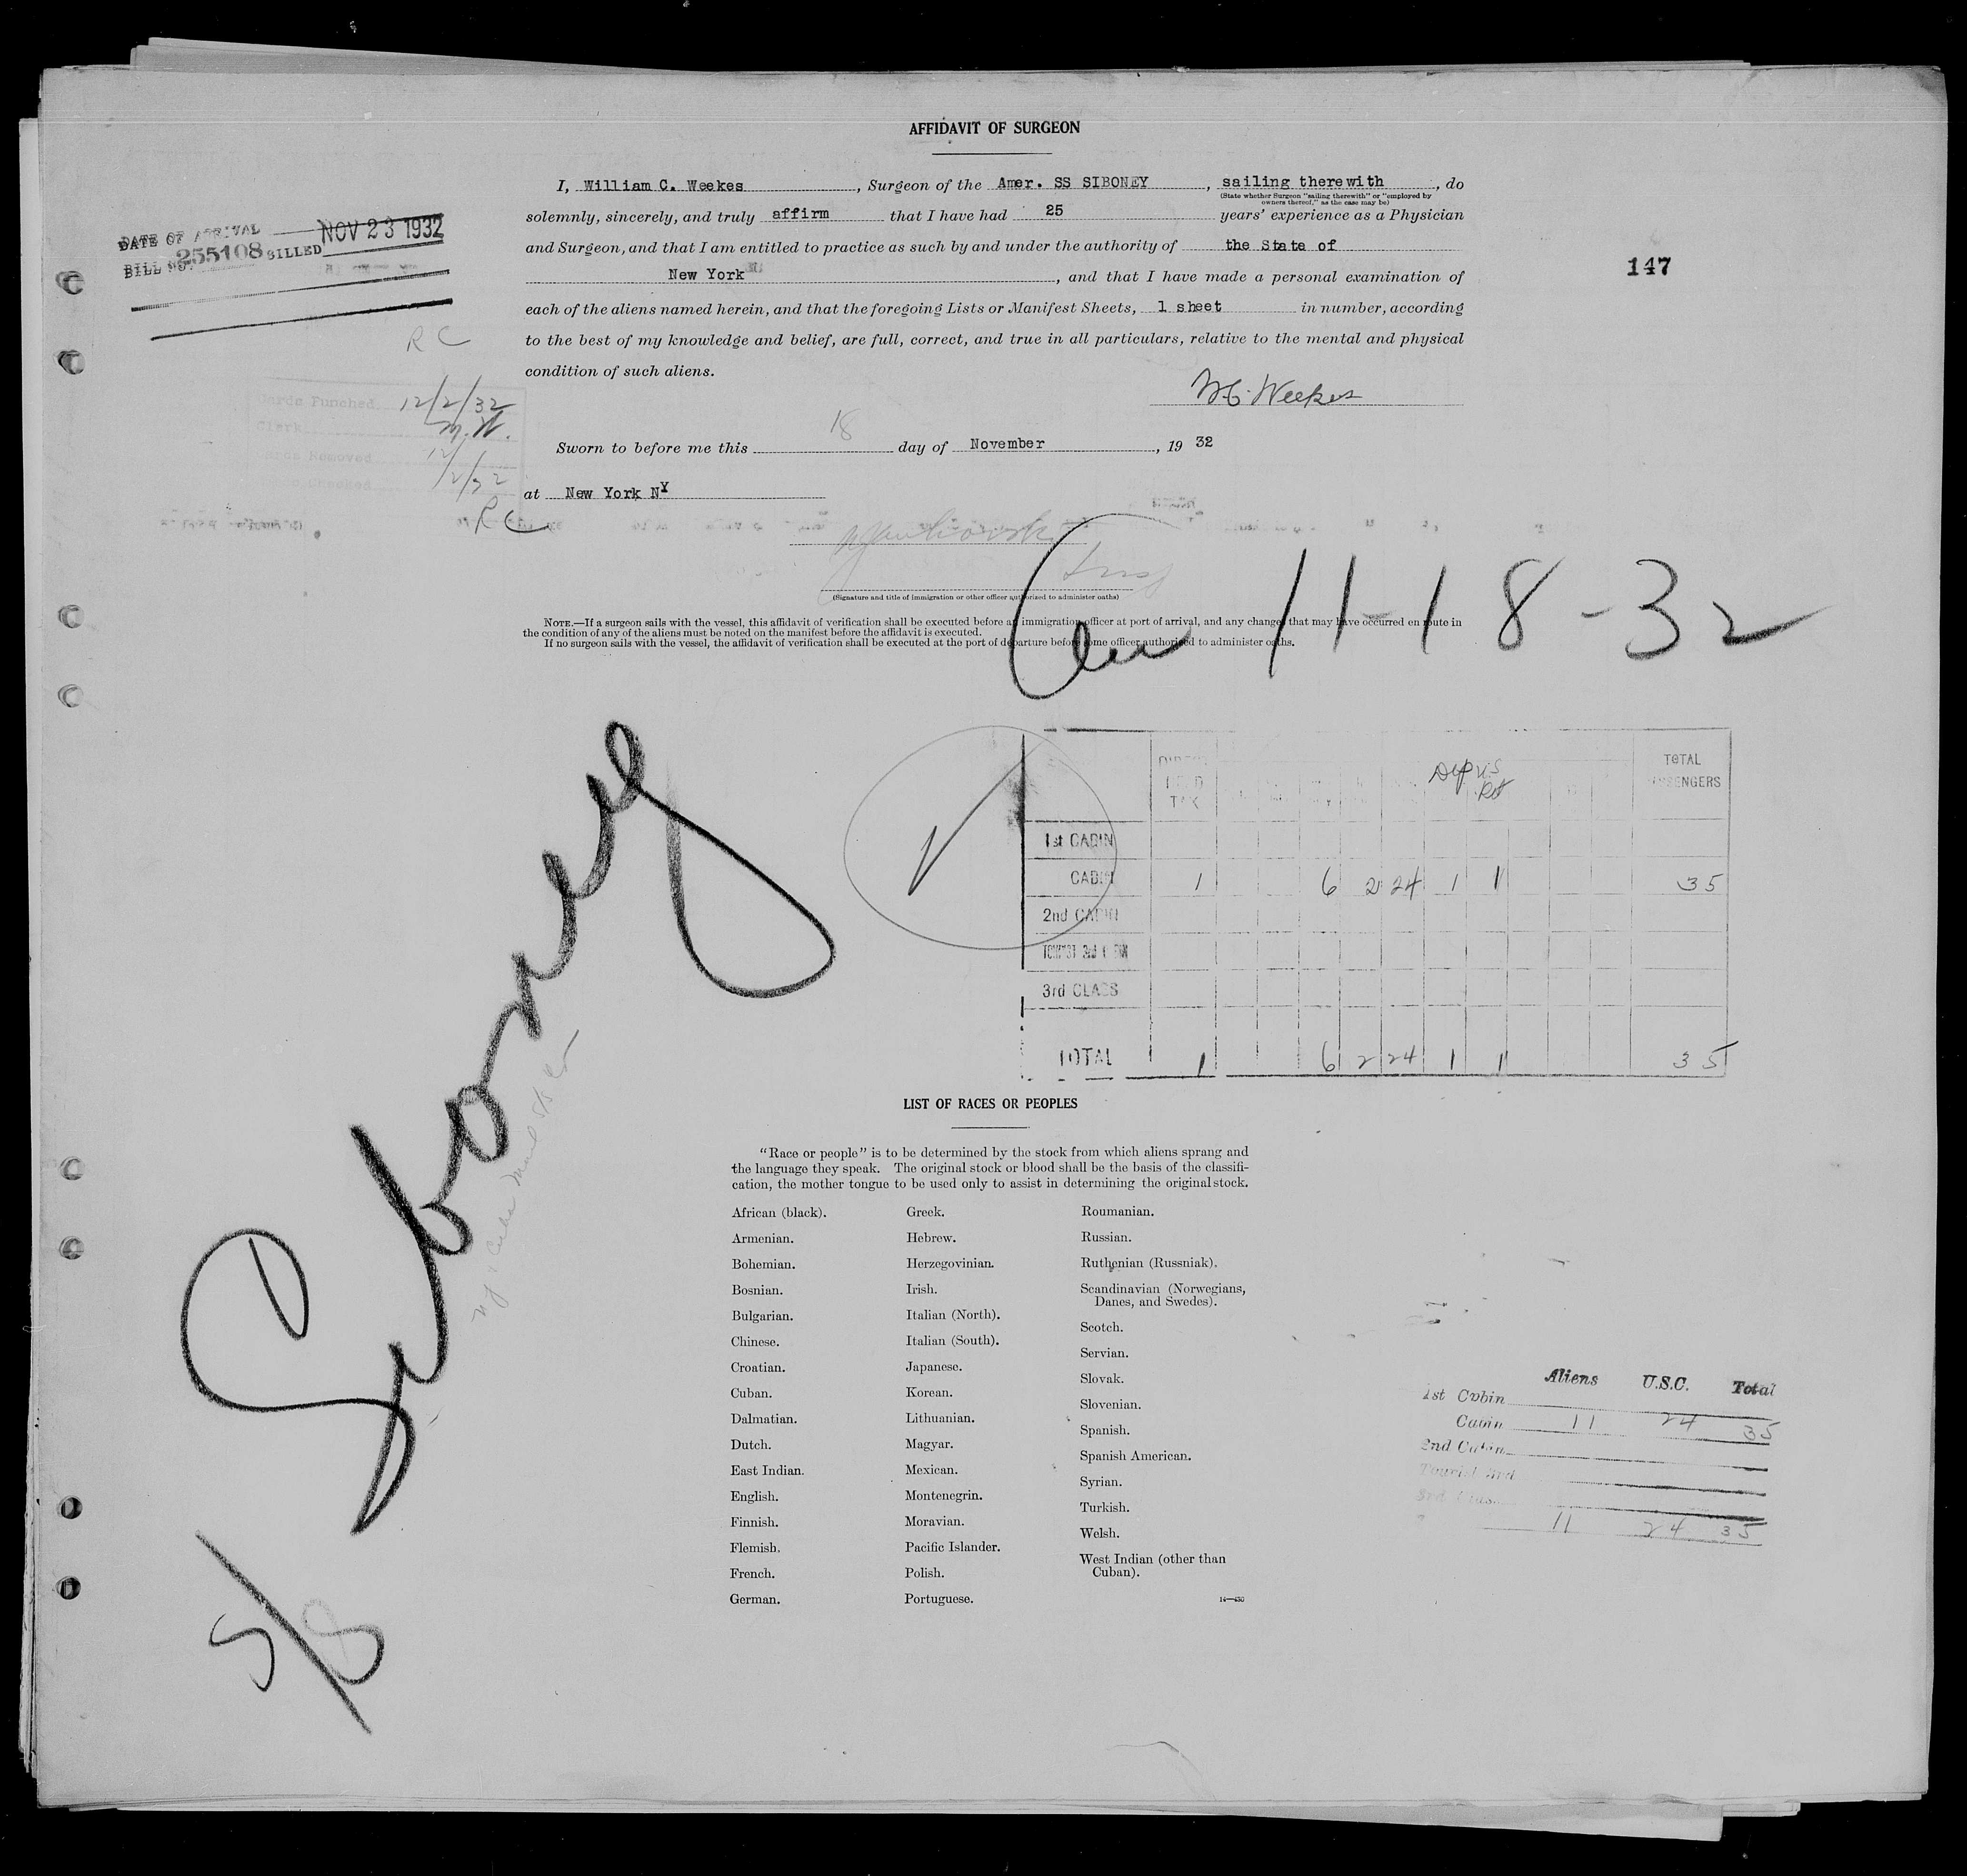 AFFIDAVIT OF SURGEON
I, William C. Weekes, Surgeon of the Amer. SS SIBONEY, sailing therewith, do
(State whether Surgeon "sailing therewith" or "employed by
owners thereof," as the case may be)
solemnly, sincerely, and truly affirm that I have had 25 years' experience as a Physician
and Surgeon, and that I am entitled to practice as such by and under the authority of the State of
New York, and that I have made a personal examination of
each of the aliens named herein, and that the foregoing Lists or Manifest Sheets, 1 sheet in number, according
to the best of my knowledge and belief, are full, correct, and true in all particulars, relative to the mental and physical
condition of such aliens.
W.C. Weekes
Sworn to before me this 18 day of November, 1932
at New York NY
Insp
(Signature and title of immigration or other officer authorized to administer oaths)
NOTE.—If a surgeon sails with the vessel, this affidavit of verification shall be executed before an immigration officer at port of arrival, and any changes that may have occurred en route in
the condition of any of the aliens must be noted on the manifest before the affidavit is executed.
If no surgeon sails with the vessel, the affidavit of verification shall be executed at the port of departure before some officer authorized to administer oaths.
DATE OF ARRIVAL NOV 23 1932
BILL NO. 255108 BILLED
147
R C
Cards Punched 12/2/32
Clerk M.W.
Cards Removed 12/2/32
R C
11-18-32
Siboney
5/8
TAX
TOTAL
PASSENGERS
1st CABIN
CABIN 1 6 2 24 1 1 35
2nd CABIN
TOURIST 3rd CABIN
3rd CLASS
TOTAL 1 6 2 24 1 1 35
LIST OF RACES OR PEOPLES
"Race or people" is to be determined by the stock from which aliens sprang and
the language they speak. The original stock or blood shall be the basis of the classifi-
cation, the mother tongue to be used only to assist in determining the original stock.
African (black).
Armenian.
Bohemian.
Bosnian.
Bulgarian.
Chinese.
Croatian.
Cuban.
Dalmatian.
Dutch.
East Indian.
English.
Finnish.
Flemish.
French.
German.
Greek.
Hebrew.
Herzegovinian.
Irish.
Italian (North).
Italian (South).
Japanese.
Korean.
Lithuanian.
Magyar.
Mexican.
Montenegrin.
Moravian.
Pacific Islander.
Polish.
Portuguese.
Roumanian.
Russian.
Ruthenian (Russniak).
Scandinavian (Norwegians,
Danes, and Swedes).
Scotch.
Servian.
Slovak.
Slovenian.
Spanish.
Spanish American.
Syrian.
Turkish.
Welsh.
West Indian (other than
Cuban).
14—430
Aliens U.S.C. Total
1st Cabin
Cabin 11 24 35
2nd Cabin
Tourist 3rd
3rd Class
11 24 35